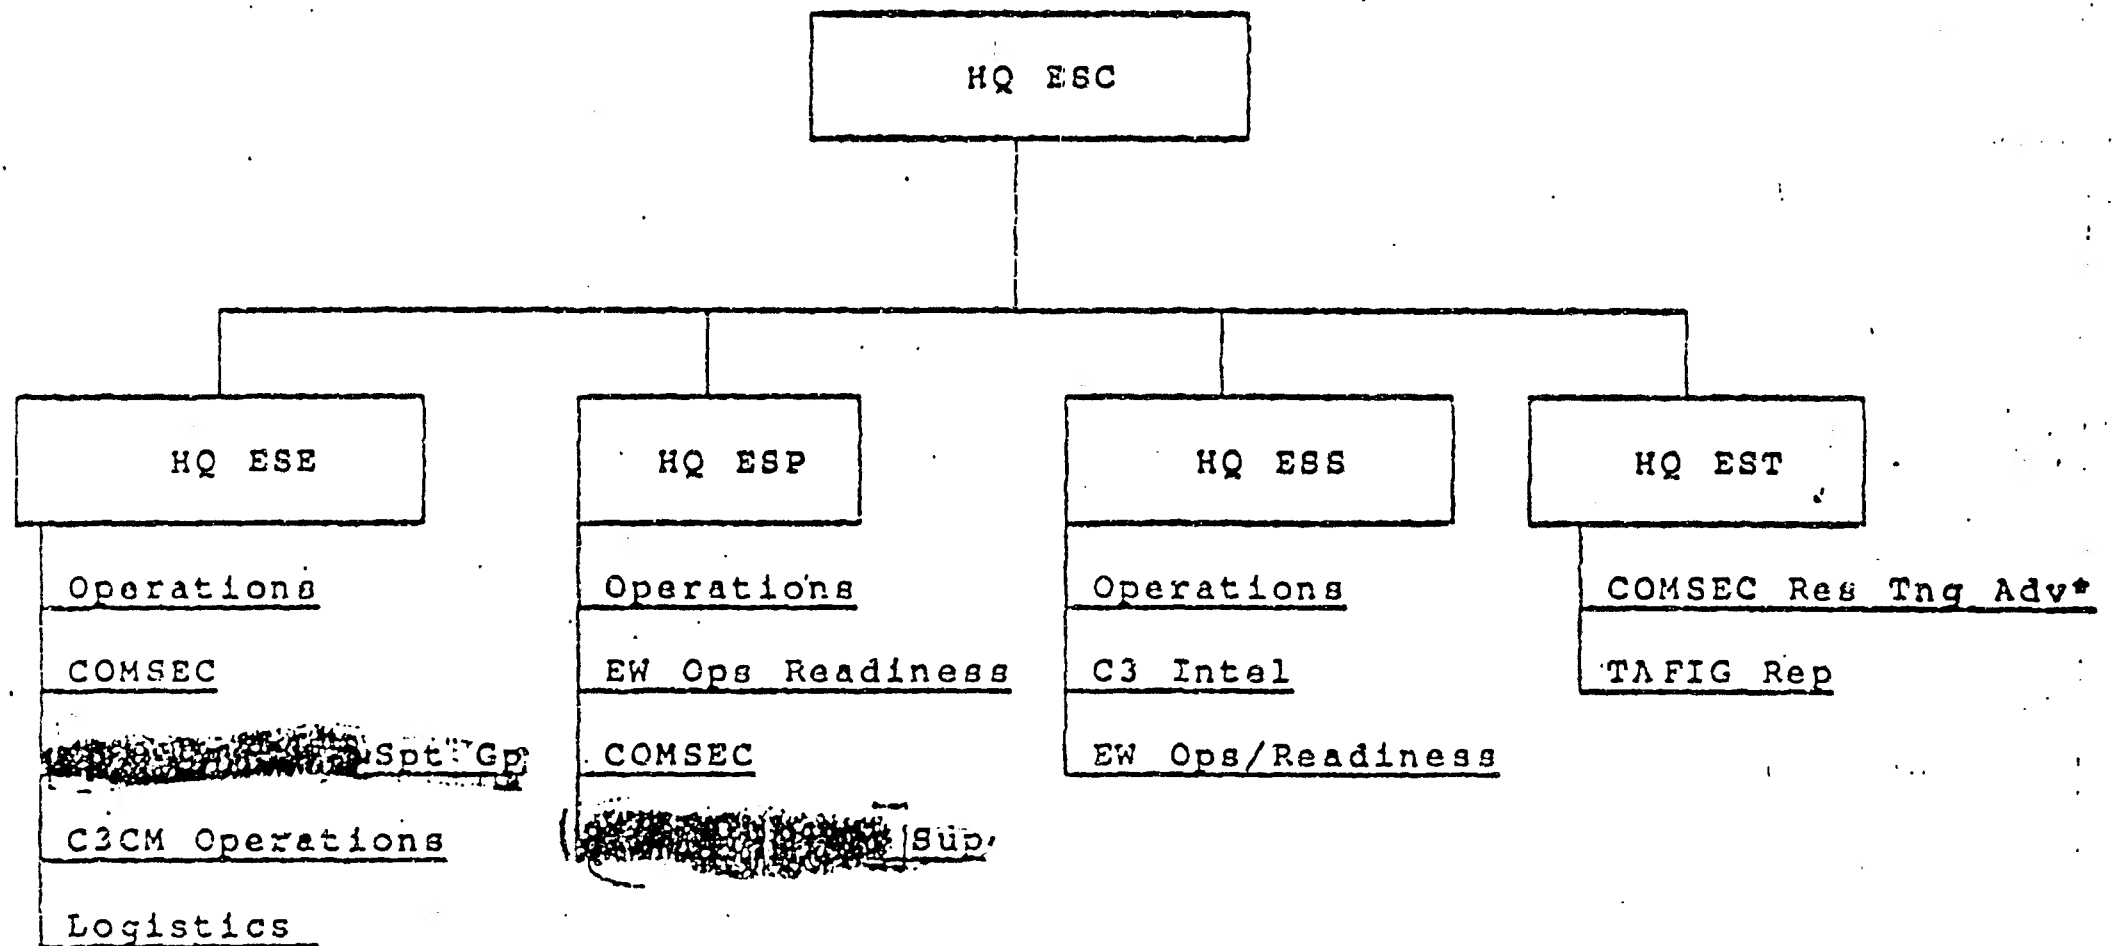 HQ ESC
HQ ESE
HQ ESP
HQ ESS
HQ EST
Operations
COMSEC
Spt Gp
C3CM Operations
Logistics
Operations
EW Ops Readiness
COMSEC
Sup
Operations
C3 Intel
EW Ops/Readiness
COMSEC Res Tng Adv*
TAFIG Rep